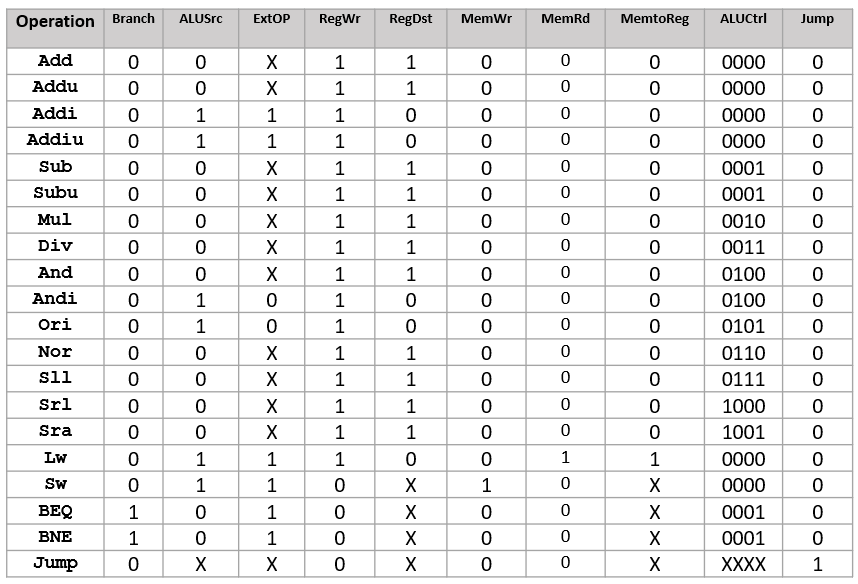 Operation Branch ALUSrc ExtOP RegWr RegDst MemWr MemRd MemtoReg ALUCtrl Jump
Add 0 0 X 1 1 0 0 0 0000 0
Addu 0 0 X 1 1 0 0 0 0000 0
Addi 0 1 1 1 0 0 0 0 0000 0
Addiu 0 1 1 1 0 0 0 0 0000 0
Sub 0 0 X 1 1 0 0 0 0001 0
Subu 0 0 X 1 1 0 0 0 0001 0
Mul 0 0 X 1 1 0 0 0 0010 0
Div 0 0 X 1 1 0 0 0 0011 0
And 0 0 X 1 1 0 0 0 0100 0
Andi 0 1 0 1 0 0 0 0 0100 0
Ori 0 1 0 1 0 0 0 0 0101 0
Nor 0 0 X 1 1 0 0 0 0110 0
Sll 0 0 X 1 1 0 0 0 0111 0
Srl 0 0 X 1 1 0 0 0 1000 0
Sra 0 0 X 1 1 0 0 0 1001 0
Lw 0 1 1 1 0 0 1 1 0000 0
Sw 0 1 1 0 X 1 0 X 0000 0
BEQ 1 0 1 0 X 0 0 X 0001 0
BNE 1 0 1 0 X 0 0 X 0001 0
Jump 0 X X 0 X 0 0 X XXXX 1